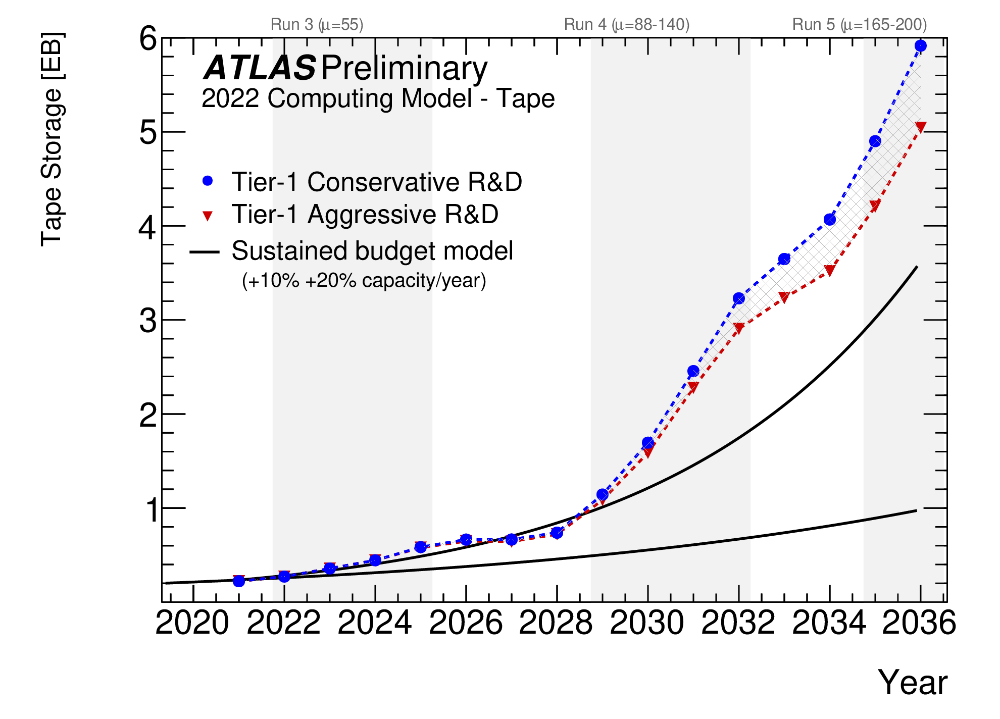 Run 3 (μ=55)
Run 4 (μ=88-140)
Run 5 (μ=165-200)
Tape Storage [EB]
6
5
4
3
2
1
ATLAS Preliminary
2022 Computing Model - Tape
Tier-1 Conservative R&D
Tier-1 Aggressive R&D
Sustained budget model
(+10% +20% capacity/year)
2020 2022 2024 2026 2028 2030 2032 2034 2036
Year